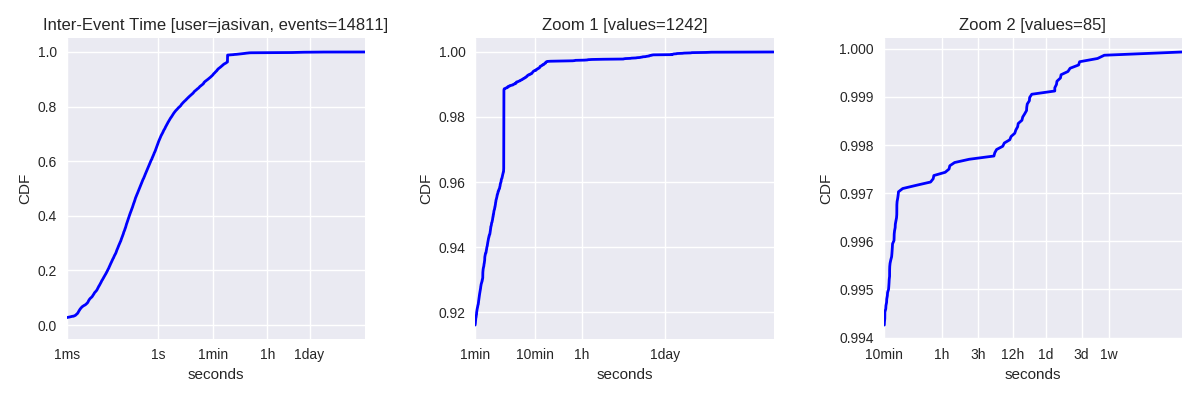 Inter-Event Time [user=jasivan, events=14811]
CDF
1.0
0.8
0.6
0.4
0.2
0.0
1ms 1s 1min 1h 1day
seconds
Zoom 1 [values=1242]
CDF
1.00
0.98
0.96
0.94
0.92
1min 10min 1h 1day
seconds
Zoom 2 [values=85]
CDF
1.000
0.999
0.998
0.997
0.996
0.995
0.994
10min 1h 3h 12h 1d 3d 1w
seconds